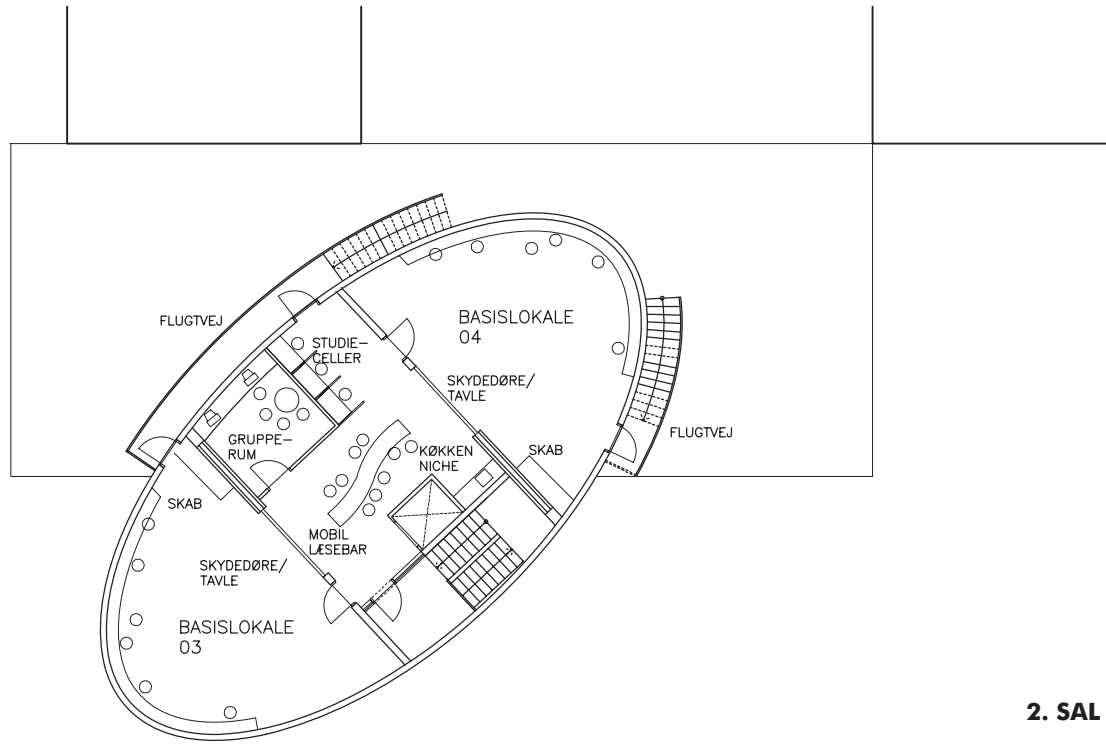 FLUGTVEJ
STUDIE-
CELLER
BASISLOKALE
04
SKYDEDØRE/
TAVLE
GRUPPE-
RUM
KØKKEN
NICHE
SKAB
FLUGTVEJ
SKAB
MOBIL
LÆSEBAR
SKYDEDØRE/
TAVLE
BASISLOKALE
03
2. SAL